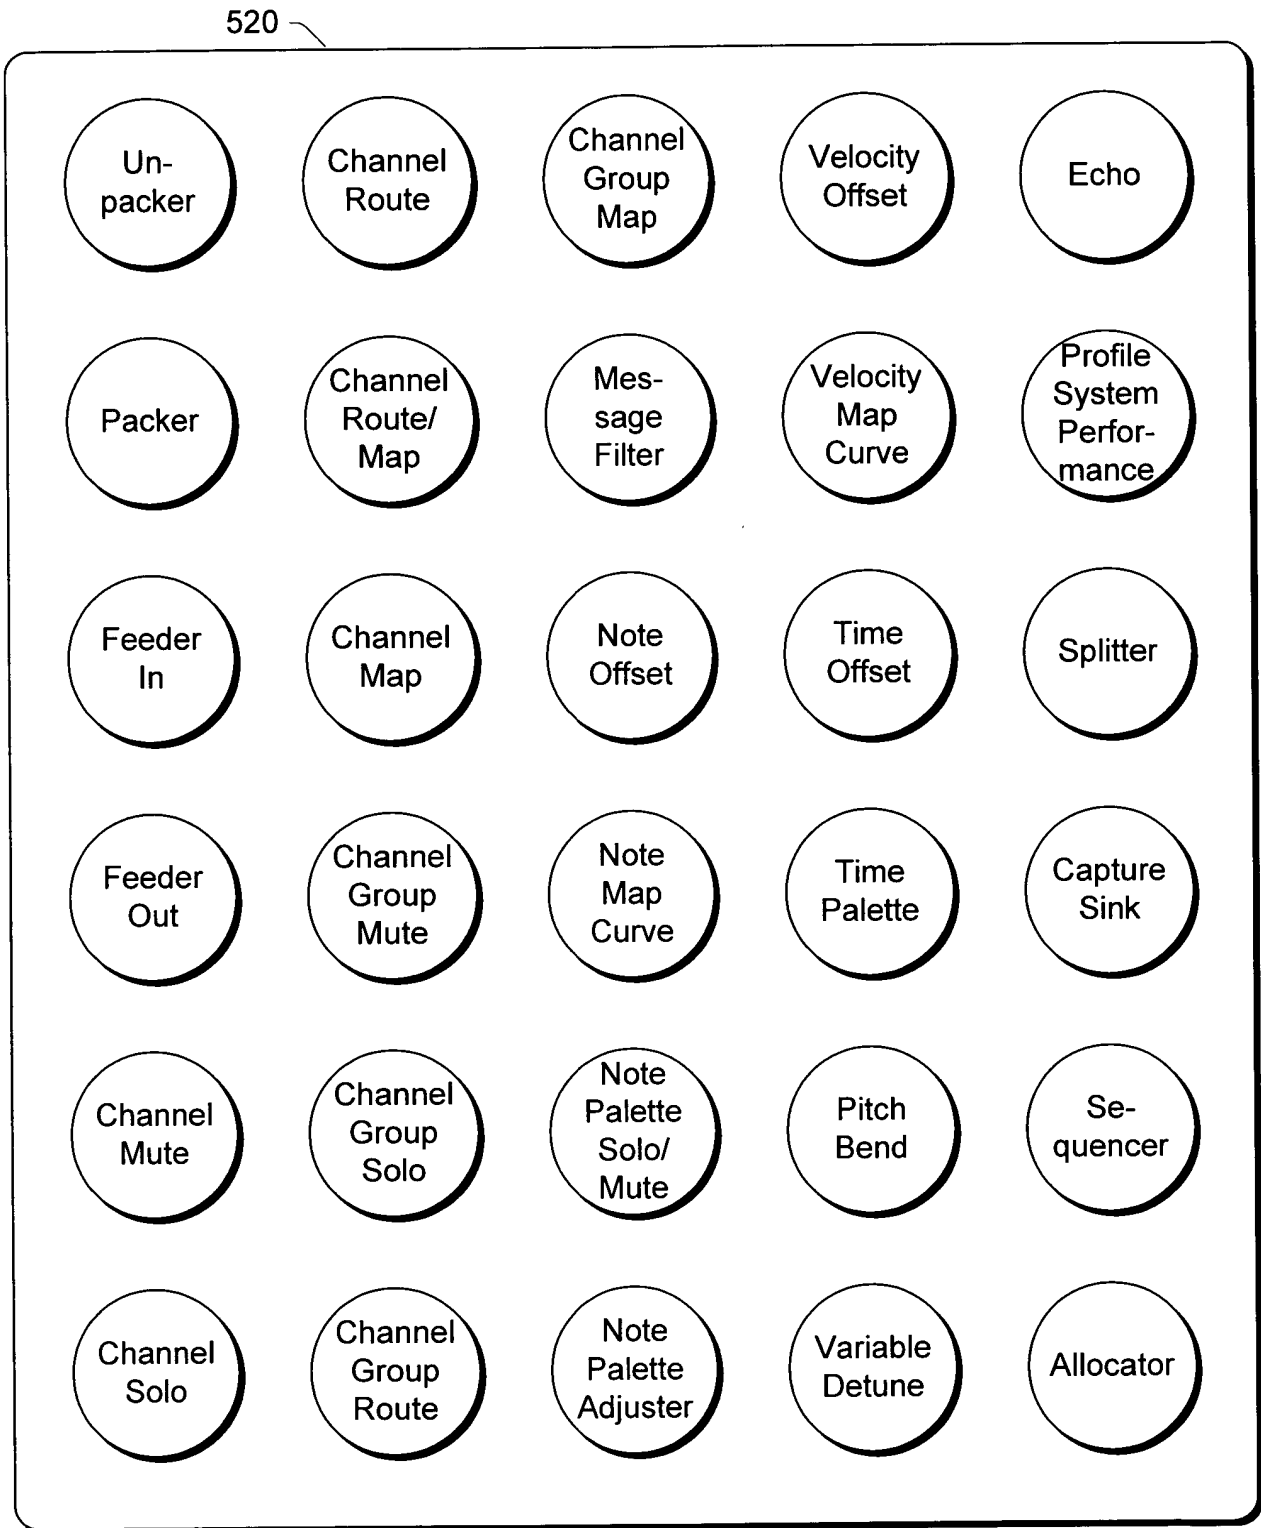 520
Un-
packer
Channel
Route
Channel
Group
Map
Velocity
Offset
Echo
Packer
Channel
Route/
Map
Mes-
sage
Filter
Velocity
Map
Curve
Profile
System
Perfor-
mance
Feeder
In
Channel
Map
Note
Offset
Time
Offset
Splitter
Feeder
Out
Channel
Group
Mute
Note
Map
Curve
Time
Palette
Capture
Sink
Channel
Mute
Channel
Group
Solo
Note
Palette
Solo/
Mute
Pitch
Bend
Se-
quencer
Channel
Solo
Channel
Group
Route
Note
Palette
Adjuster
Variable
Detune
Allocator